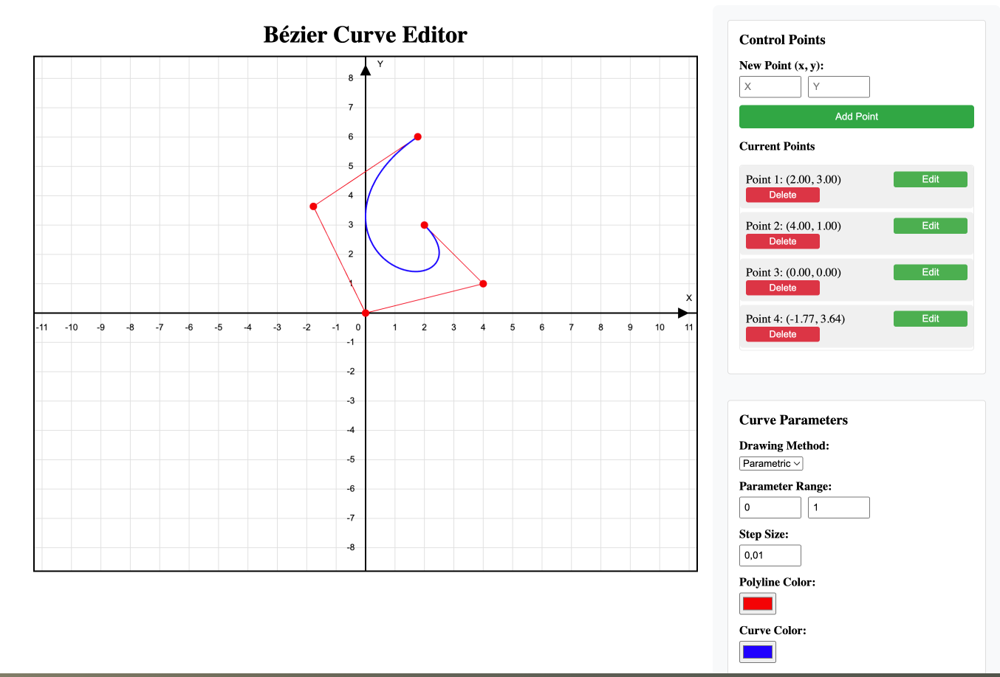 Bézier Curve Editor
Y
8
7
6
5
4
3
2
1
X
-11 -10 -9 -8 -7 -6 -5 -4 -3 -2 -1 0 1 2 3 4 5 6 7 8 9 10 11
-1
-2
-3
-4
-5
-6
-7
-8
Control Points
New Point (x, y):
X Y
Add Point
Current Points
Point 1: (2.00, 3.00) Edit
Delete
Point 2: (4.00, 1.00) Edit
Delete
Point 3: (0.00, 0.00) Edit
Delete
Point 4: (-1.77, 3.64) Edit
Delete
Curve Parameters
Drawing Method:
Parametric
Parameter Range:
0 1
Step Size:
0,01
Polyline Color:
Curve Color: